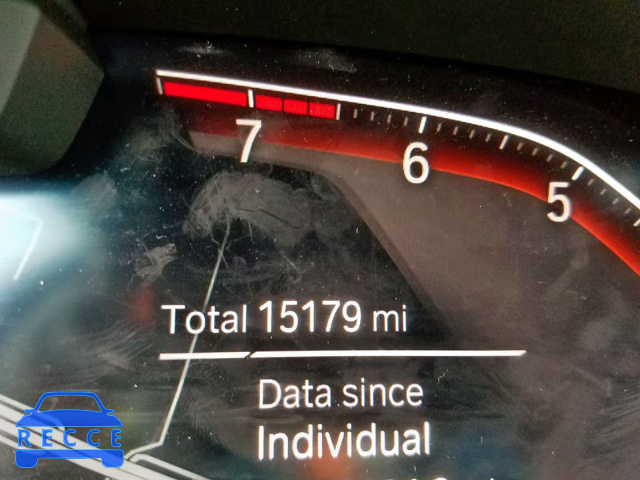 7
6
5
Total 15179 mi
Data since
Individual
RECCE